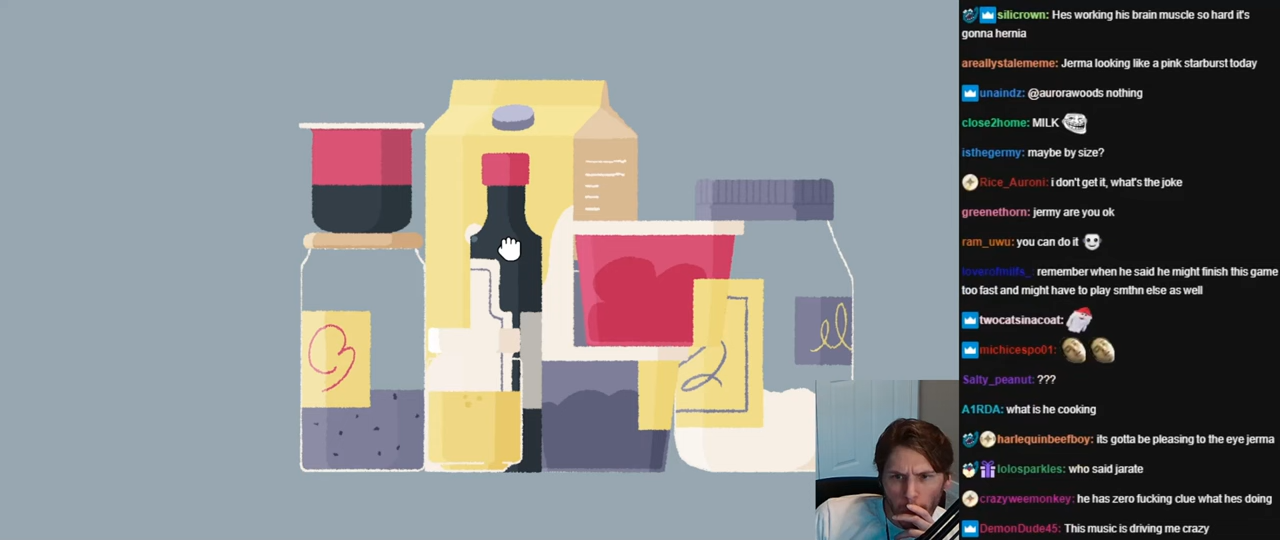 silicrown: Hes working his brain muscle so hard it's
gonna hernia
areallystalememe: Jerma looking like a pink starburst today
unaindz: @aurorawoods nothing
close2home: MILK
isthegermy: maybe by size?
Rice_Auroni: i don't get it, what's the joke
greenethorn: jermy are you ok
ram_uwu: you can do it
loverofmilfs_: remember when he said he might finish this game
too fast and might have to play smthn else as well
twocatsinacoat:
michicespo01:
Salty_peanut: ???
A1RDA: what is he cooking
harlequinbeefboy: its gotta be pleasing to the eye jerma
lolosparkles: who said jarate
crazyweemonkey: he has zero fucking clue what hes doing
DemonDude45: This music is driving me crazy